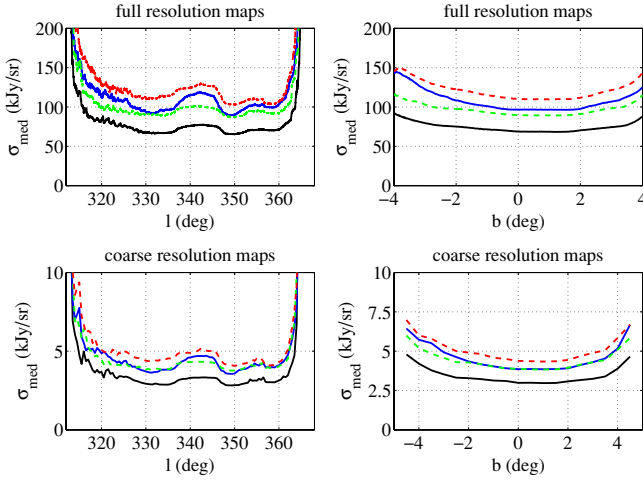 full resolution maps
200
150
100
50
0
σmed (kJy/sr)
320 330 340 350 360
l (deg)
full resolution maps
200
150
100
50
0
σmed (kJy/sr)
−4 −2 0 2 4
b (deg)
coarse resolution maps
10
5
0
σmed (kJy/sr)
320 330 340 350 360
l (deg)
coarse resolution maps
10
7.5
5
2.5
0
σmed (kJy/sr)
−4 −2 0 2 4
b (deg)